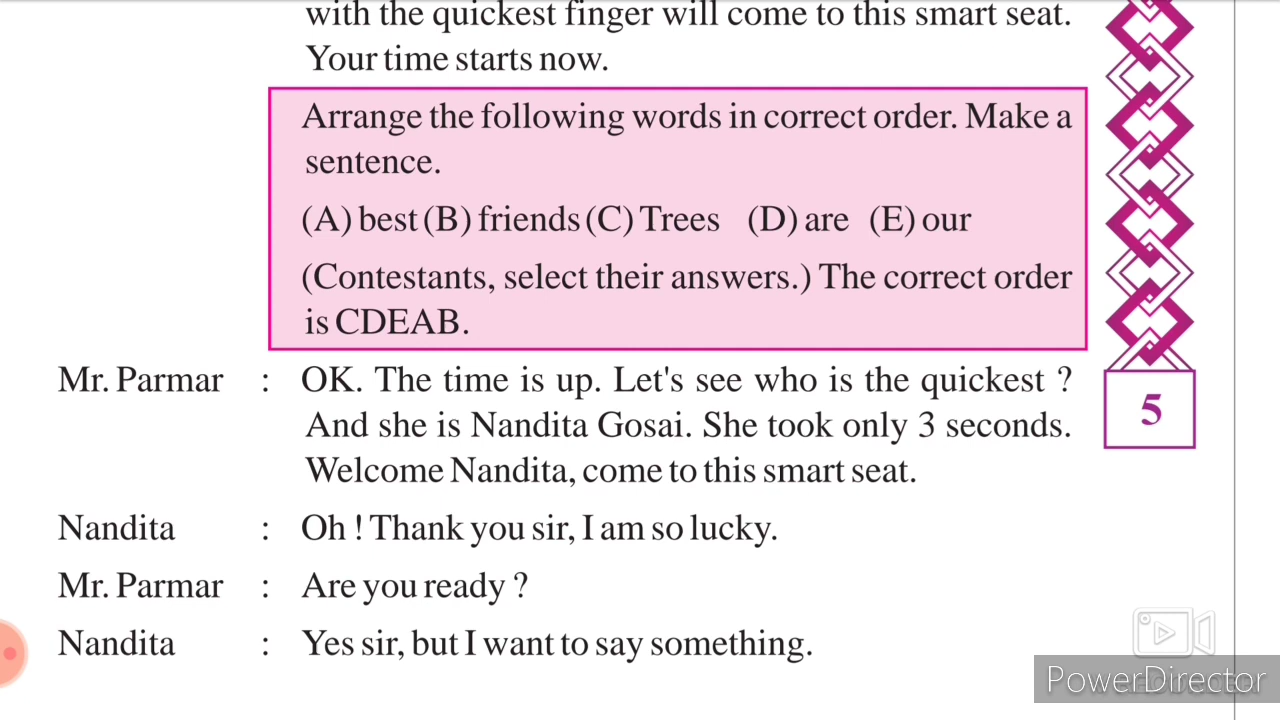 with the quickest finger will come to this smart seat.
Your time starts now.
Arrange the following words in correct order. Make a
sentence.
(A) best (B) friends (C) Trees (D) are (E) our
(Contestants, select their answers.) The correct order
is CDEAB.
Mr. Parmar : OK. The time is up. Let's see who is the quickest ?
And she is Nandita Gosai. She took only 3 seconds.
Welcome Nandita, come to this smart seat.
5
Nandita : Oh ! Thank you sir, I am so lucky.
Mr. Parmar : Are you ready ?
Nandita : Yes sir, but I want to say something.
PowerDirector